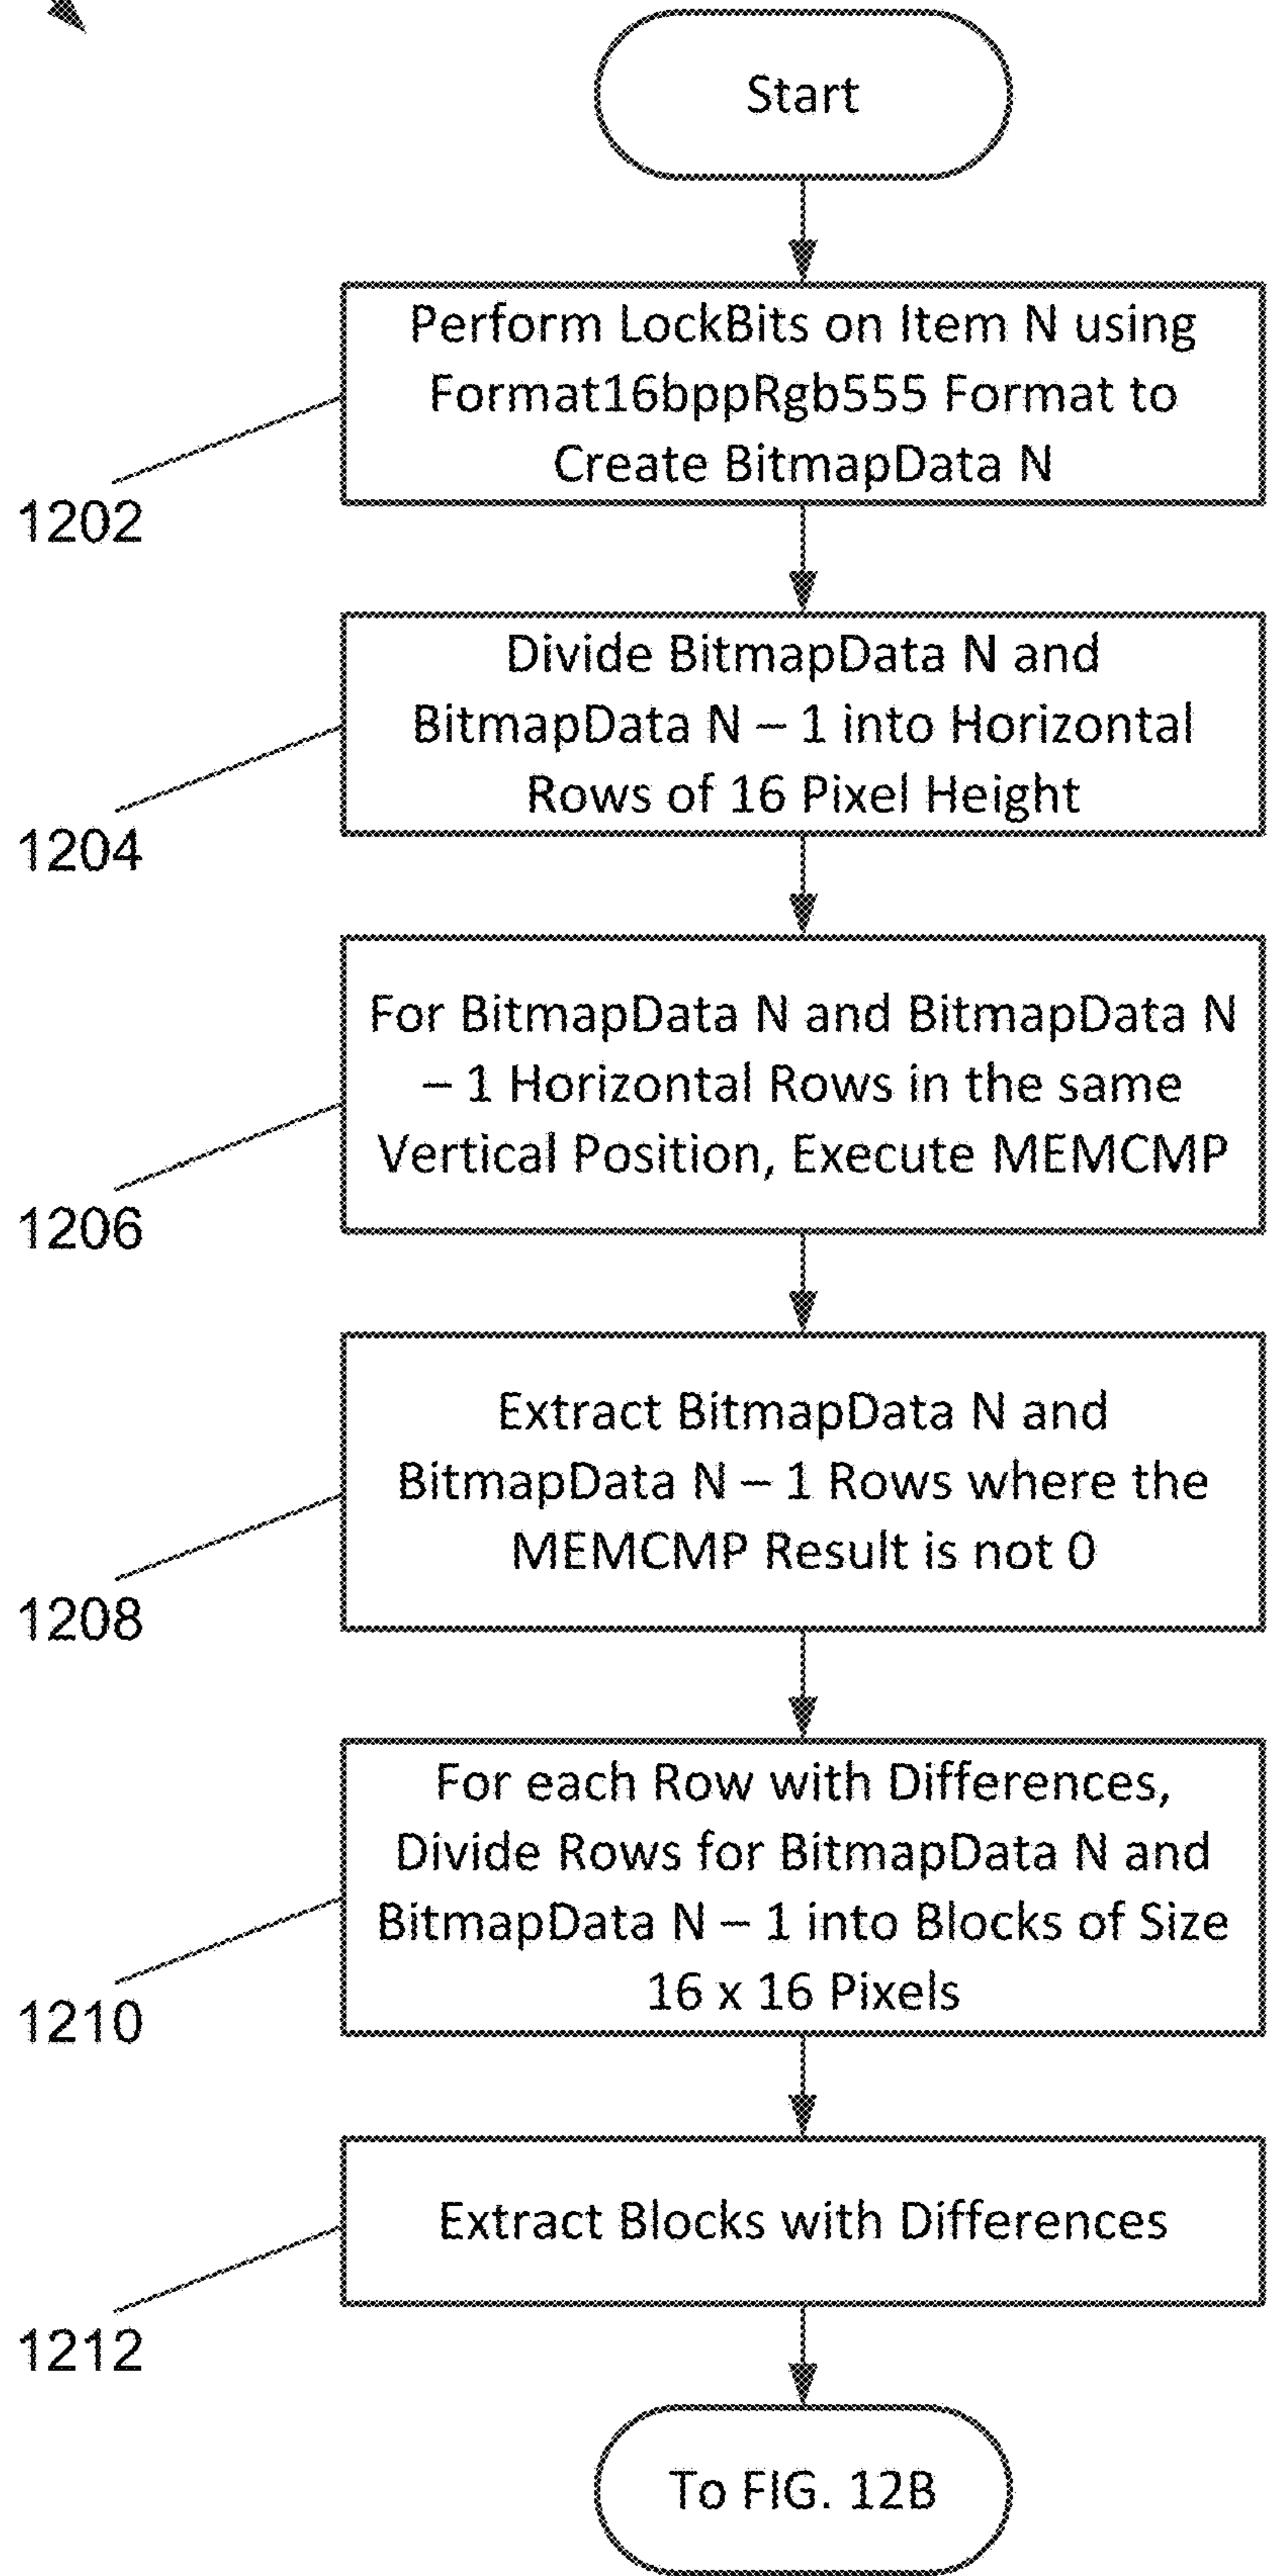 Start
Perform LockBits on Item N using
Format16bppRgb555 Format to
Create BitmapData N
1202
Divide BitmapData N and
BitmapData N – 1 into Horizontal
Rows of 16 Pixel Height
1204
For BitmapData N and BitmapData N
– 1 Horizontal Rows in the same
Vertical Position, Execute MEMCMP
1206
Extract BitmapData N and
BitmapData N – 1 Rows where the
MEMCMP Result is not 0
1208
For each Row with Differences,
Divide Rows for BitmapData N and
BitmapData N – 1 into Blocks of Size
16 x 16 Pixels
1210
Extract Blocks with Differences
1212
To FIG. 12B